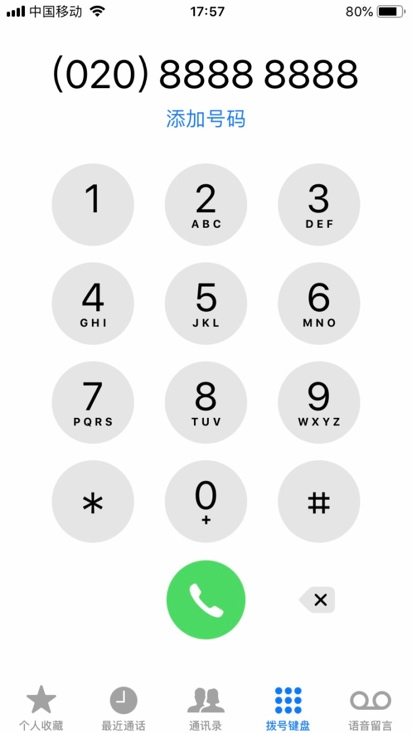 中国移动 17:57 80%
(020) 8888 8888
添加号码
1 2 3
ABC DEF
4 5 6
GHI JKL MNO
7 8 9
PQRS TUV WXYZ
* 0 #
+
个人收藏 最近通话 通讯录 拨号键盘 语音留言